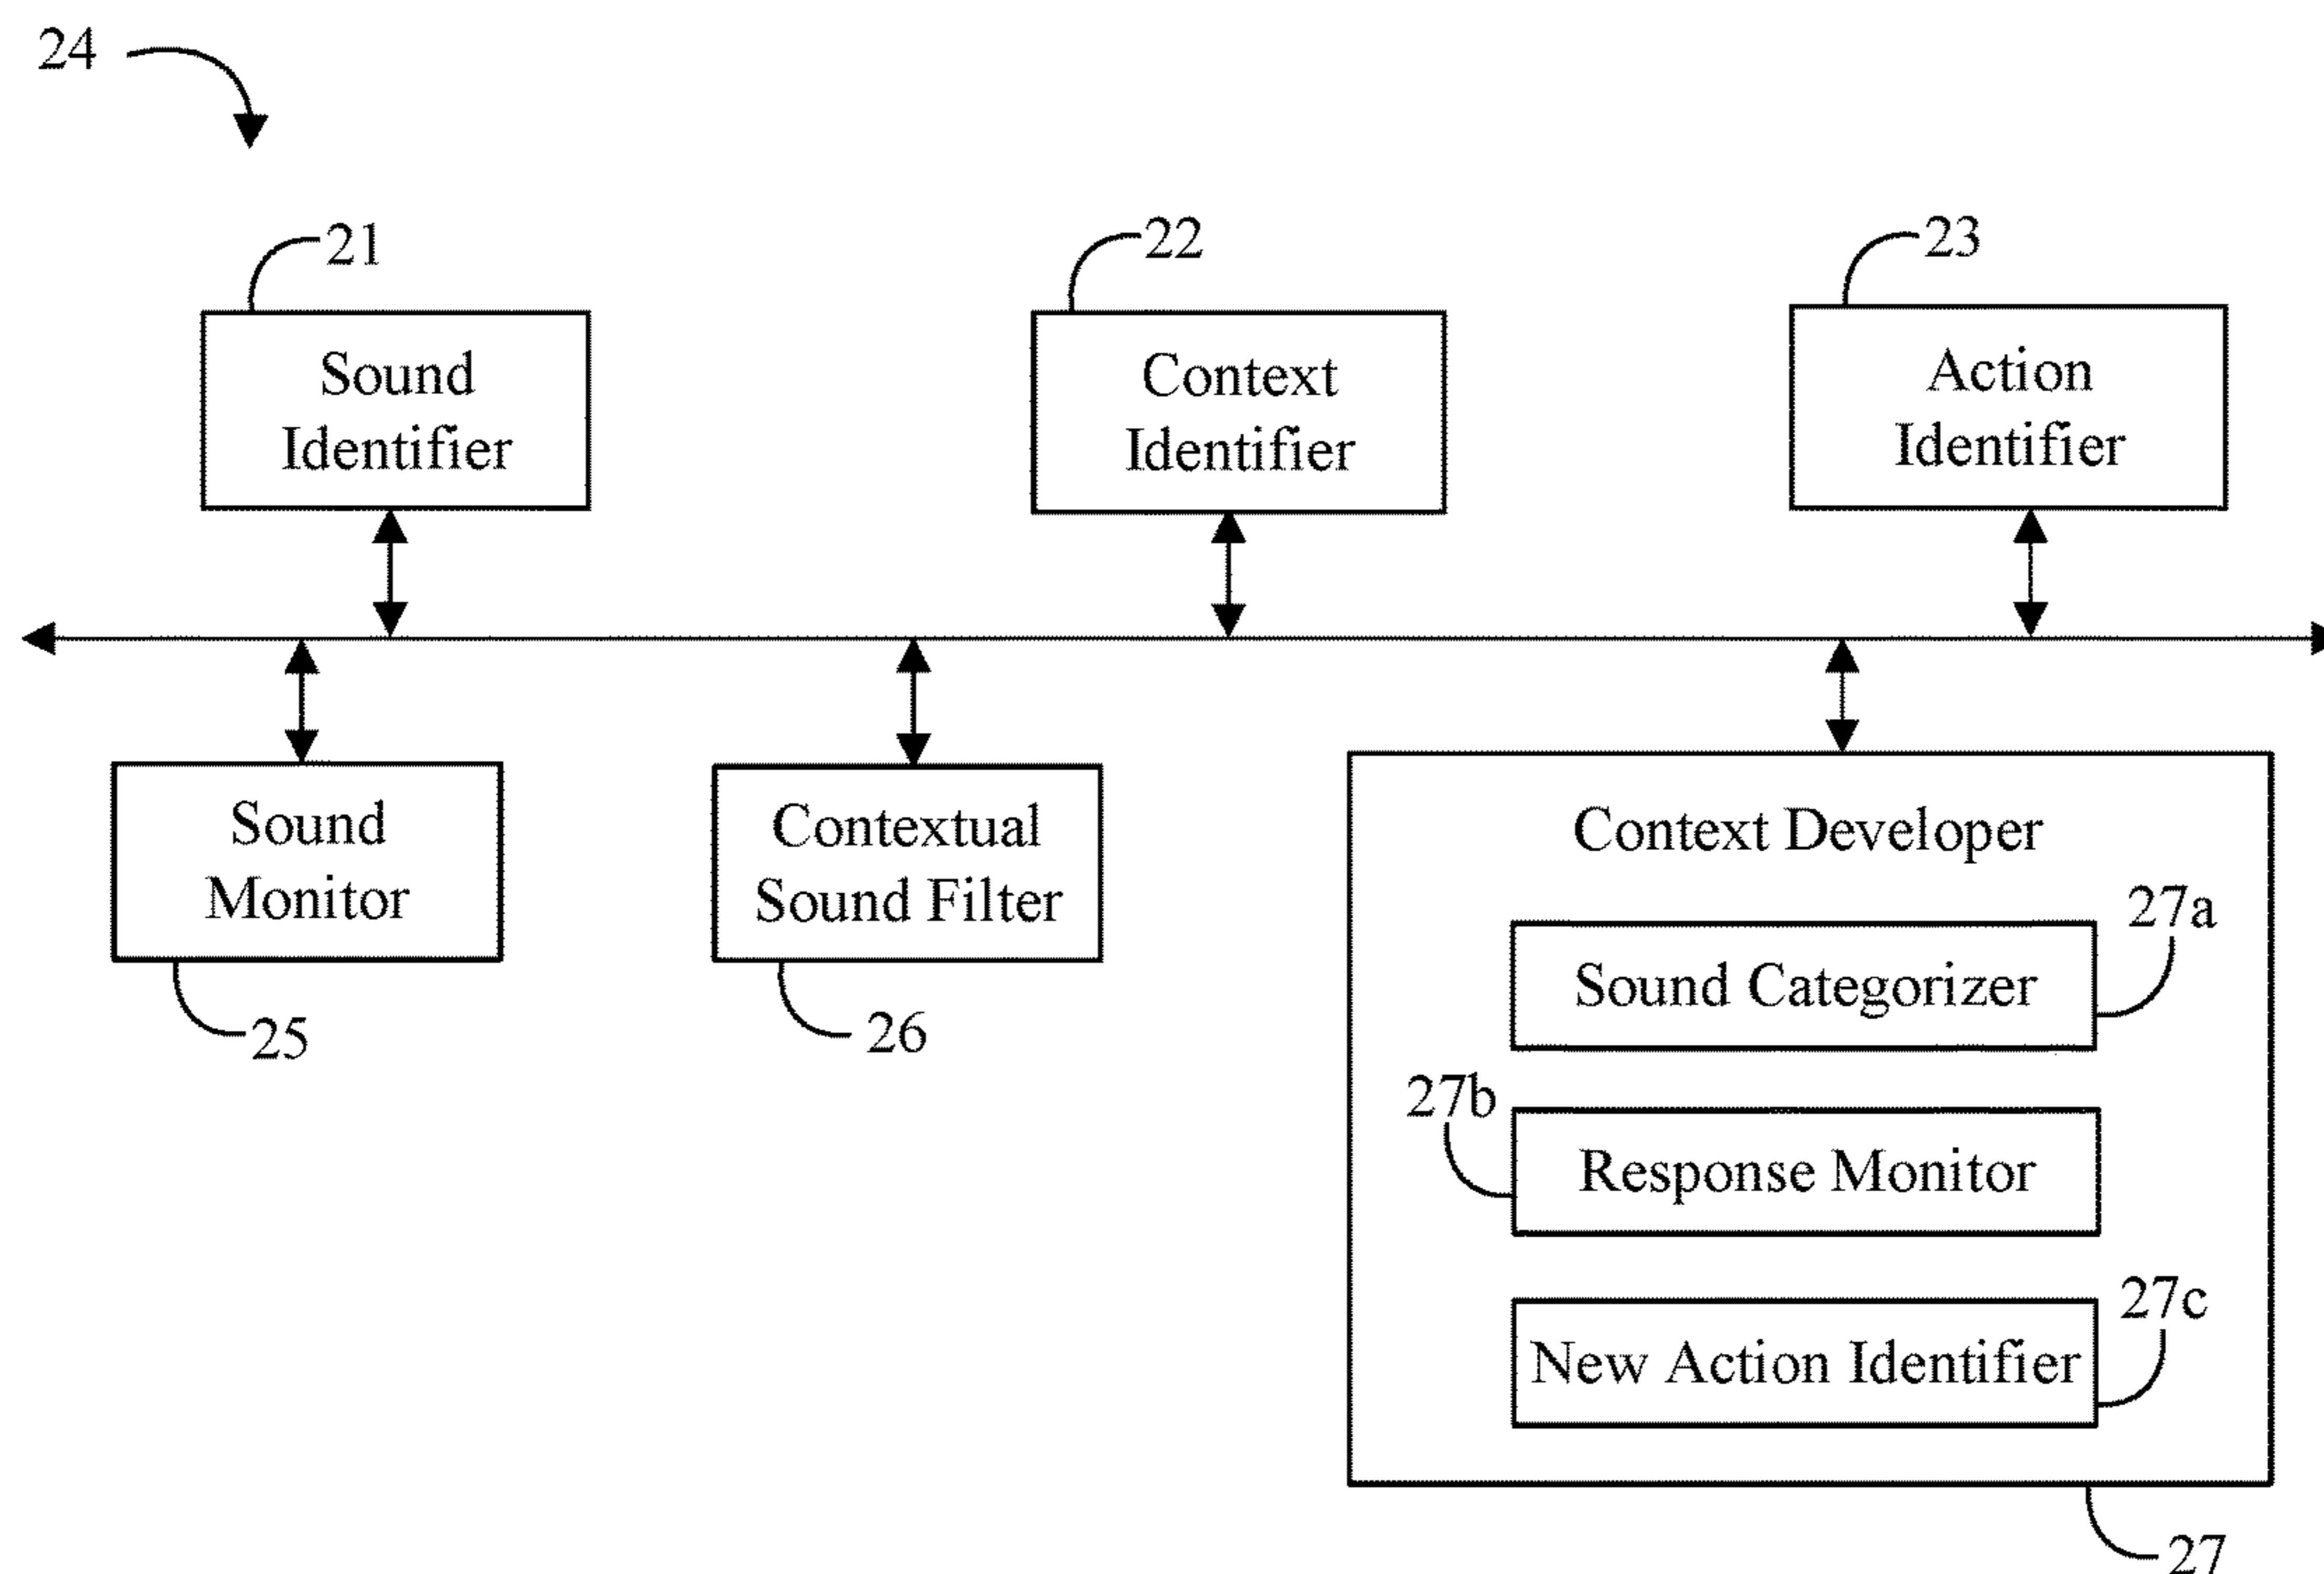 24
21
22
23
Sound
Identifier
Context
Identifier
Action
Identifier
Sound
Monitor
25
Contextual
Sound Filter
26
Context Developer
27a
Sound Categorizer
27b
Response Monitor
27c
New Action Identifier
27